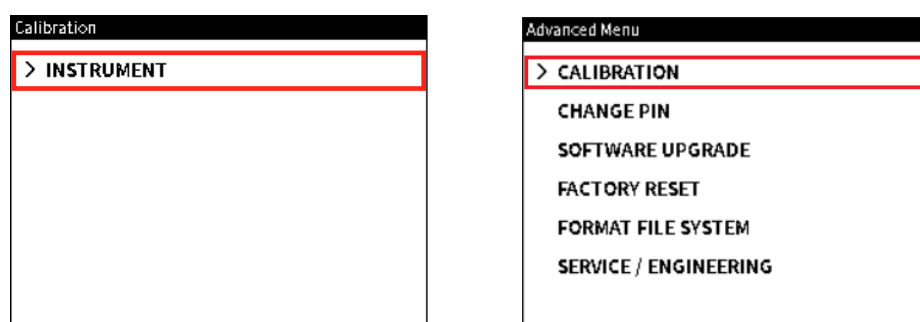 Calibration
> INSTRUMENT
Advanced Menu
> CALIBRATION
CHANGE PIN
SOFTWARE UPGRADE
FACTORY RESET
FORMAT FILE SYSTEM
SERVICE / ENGINEERING